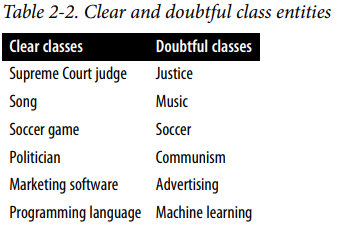 Table 2-2. Clear and doubtful class entities
Clear classes Doubtful classes
Supreme Court judge Justice
Song Music
Soccer game Soccer
Politician Communism
Marketing software Advertising
Programming language Machine learning